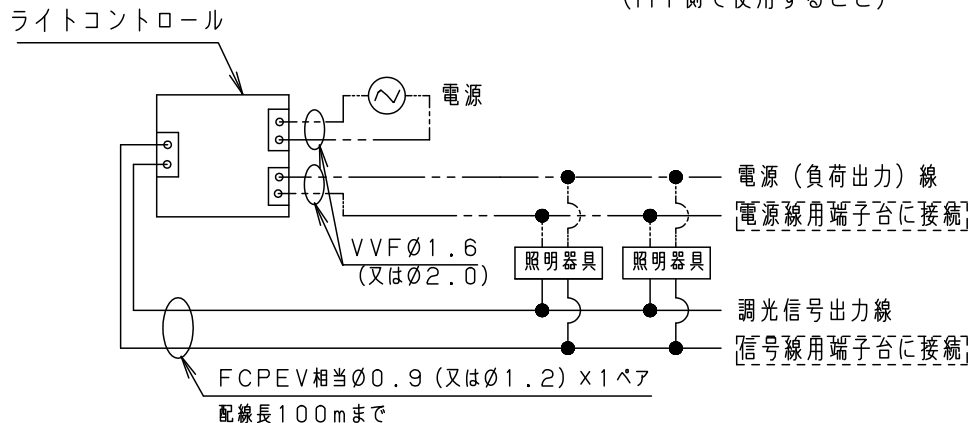 ライトコントロール
電源
電源(負荷出力)線
電源線用端子台に接続
VVFØ1.6
(又はØ2.0)
照明器具
照明器具
調光信号出力線
信号線用端子台に接続
FCPEV相当Ø0.9(又はØ1.2)×1ペア
配線長100mまで